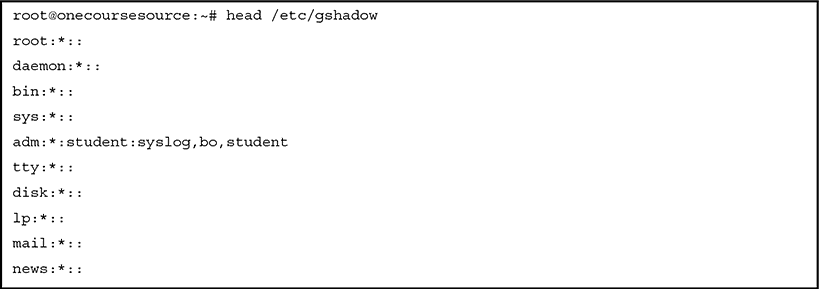 root@onecoursesource:~# head /etc/gshadow
root:*::
daemon:*::
bin:*::
sys:*::
adm:*:student:syslog,bo,student
tty:*::
disk:*::
lp:*::
mail:*::
news:*::